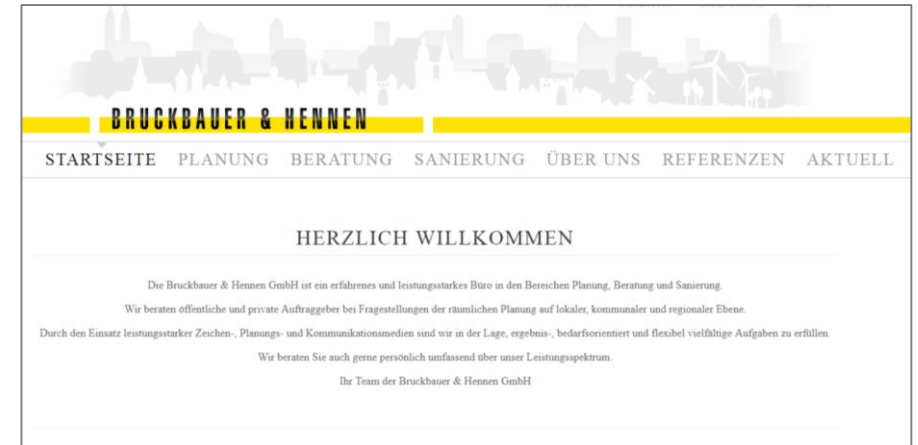 BRUCKBAUER & HENNEN
STARTSEITE PLANUNG BERATUNG SANIERUNG ÜBER UNS REFERENZEN AKTUELL
HERZLICH WILLKOMMEN
Die Bruckbauer & Hennen GmbH ist ein erfahrenes und leistungsstarkes Büro in den Bereichen Planung, Beratung und Sanierung.
Wir beraten öffentliche und private Auftraggeber bei Fragestellungen der räumlichen Planung auf lokaler, kommunaler und regionaler Ebene.
Durch den Einsatz leistungsstarker Zeichen-, Planungs- und Kommunikationsmedien sind wir in der Lage, ergebnis-, bedarfsorientiert und flexibel vielfältige Aufgaben zu erfüllen.
Wir beraten Sie auch gerne persönlich umfassend über unser Leistungsspektrum.
Ihr Team der Bruckbauer & Hennen GmbH